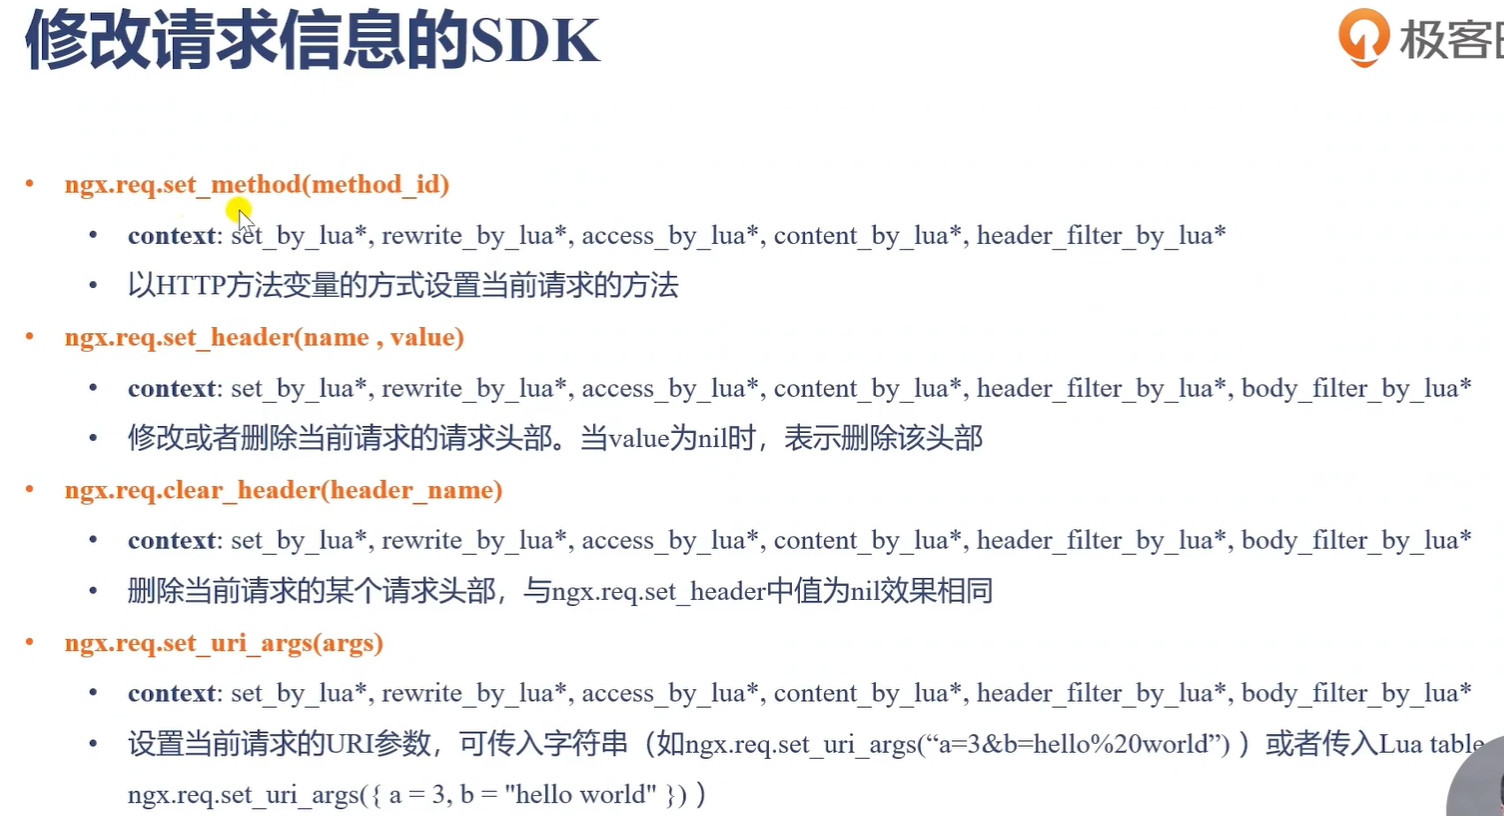 修改请求信息的SDK
极客
• ngx.req.set_method(method_id)
• context: set_by_lua*, rewrite_by_lua*, access_by_lua*, content_by_lua*, header_filter_by_lua*
• 以HTTP方法变量的方式设置当前请求的方法
• ngx.req.set_header(name , value)
• context: set_by_lua*, rewrite_by_lua*, access_by_lua*, content_by_lua*, header_filter_by_lua*, body_filter_by_lua*
• 修改或者删除当前请求的请求头部。当value为nil时，表示删除该头部
• ngx.req.clear_header(header_name)
• context: set_by_lua*, rewrite_by_lua*, access_by_lua*, content_by_lua*, header_filter_by_lua*, body_filter_by_lua*
• 删除当前请求的某个请求头部，与ngx.req.set_header中值为nil效果相同
• ngx.req.set_uri_args(args)
• context: set_by_lua*, rewrite_by_lua*, access_by_lua*, content_by_lua*, header_filter_by_lua*, body_filter_by_lua*
• 设置当前请求的URI参数，可传入字符串（如ngx.req.set_uri_args(“a=3&b=hello%20world”) ）或者传入Lua table
ngx.req.set_uri_args({ a = 3, b = "hello world" }) ）